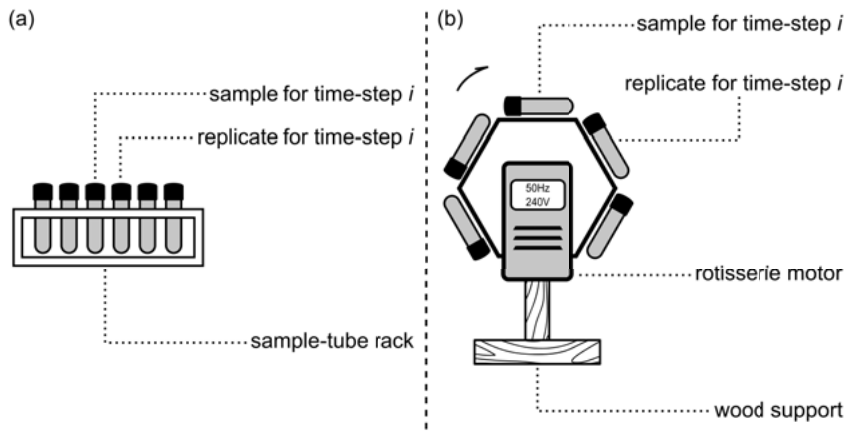 (a)
sample for time-step i
replicate for time-step i
sample-tube rack
(b)
sample for time-step i
replicate for time-step i
50Hz
240V
rotisserie motor
wood support